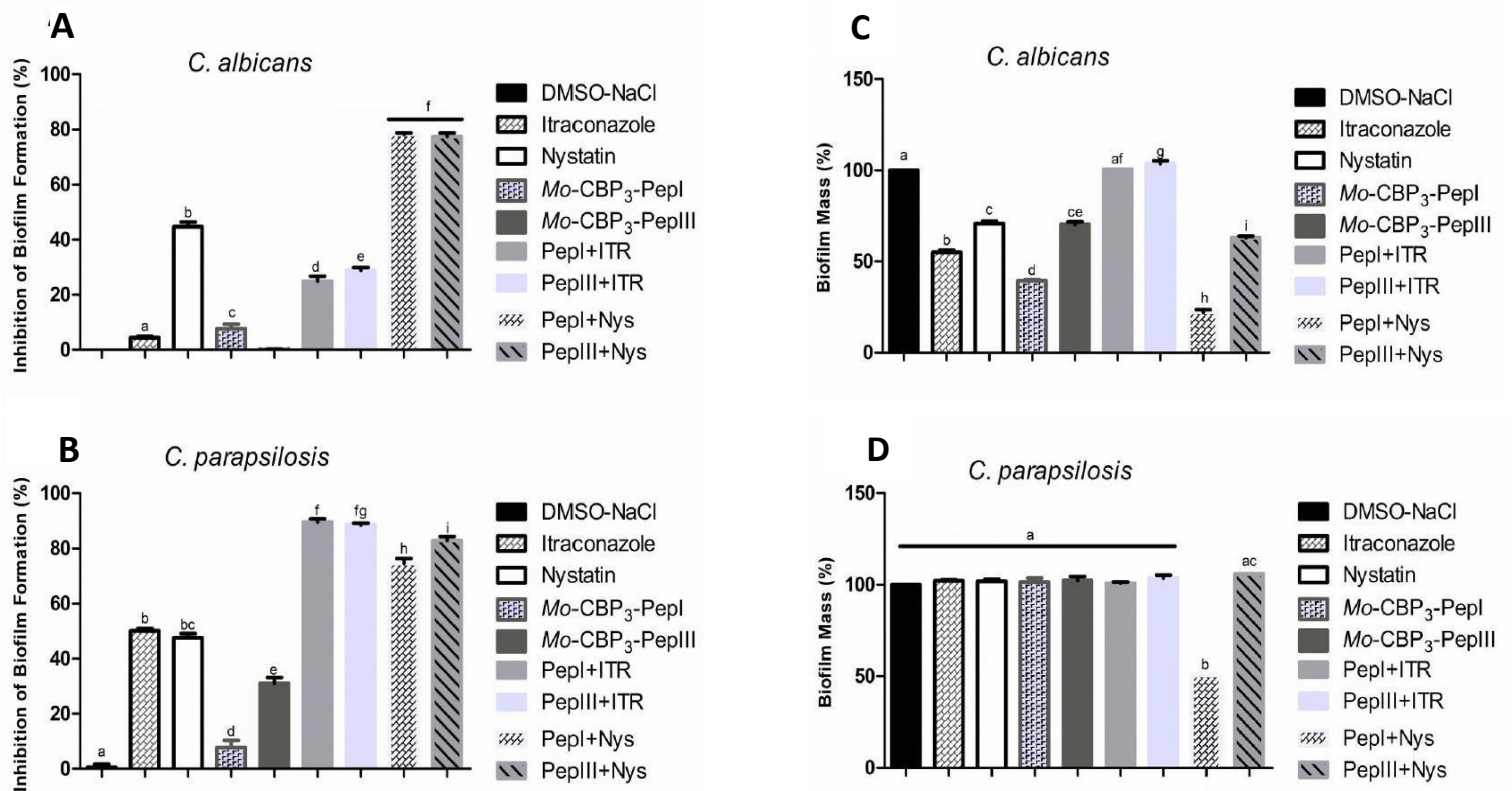 A
C. albicans
Inhibition of Biofilm Formation (%)
100
80
60
40
20
0
a
b
c
d
e
f
DMSO-NaCl
Itraconazole
Nystatin
Mo-CBP3-PepI
Mo-CBP3-PepIII
PepI+ITR
PepIII+ITR
PepI+Nys
PepIII+Nys
C
C. albicans
Biofilm Mass (%)
150
100
50
0
a
b
c
d
ce
af
g
h
i
DMSO-NaCl
Itraconazole
Nystatin
Mo-CBP3-PepI
Mo-CBP3-PepIII
PepI+ITR
PepIII+ITR
PepI+Nys
PepIII+Nys
B
C. parapsilosis
Inhibition of Biofilm Formation (%)
100
80
60
40
20
0
a
b
bc
d
e
f
fg
h
i
DMSO-NaCl
Itraconazole
Nystatin
Mo-CBP3-PepI
Mo-CBP3-PepIII
PepI+ITR
PepIII+ITR
PepI+Nys
PepIII+Nys
D
C. parapsilosis
Biofilm Mass (%)
150
100
50
0
a
b
ac
DMSO-NaCl
Itraconazole
Nystatin
Mo-CBP3-PepI
Mo-CBP3-PepIII
PepI+ITR
PepIII+ITR
PepI+Nys
PepIII+Nys